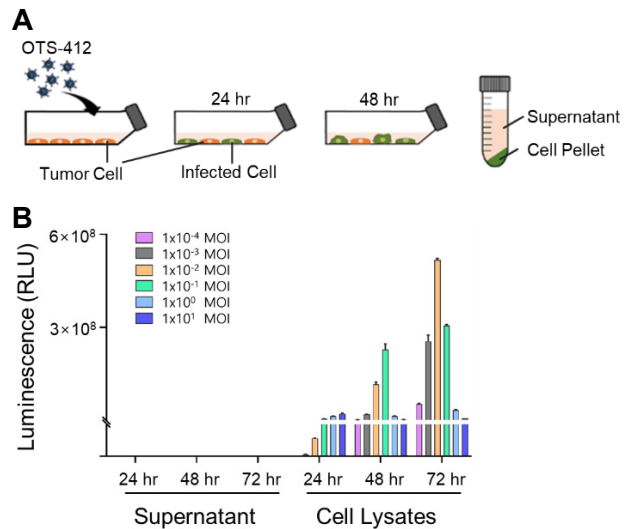 A
OTS-412
24 hr
48 hr
Supernatant
Cell Pellet
Tumor Cell
Infected Cell
B
Luminescence (RLU)
6×10⁸
3×10⁸
1x10⁻⁴ MOI
1x10⁻³ MOI
1x10⁻² MOI
1x10⁻¹ MOI
1x10⁰ MOI
1x10¹ MOI
24 hr 48 hr 72 hr 24 hr 48 hr 72 hr
Supernatant Cell Lysates